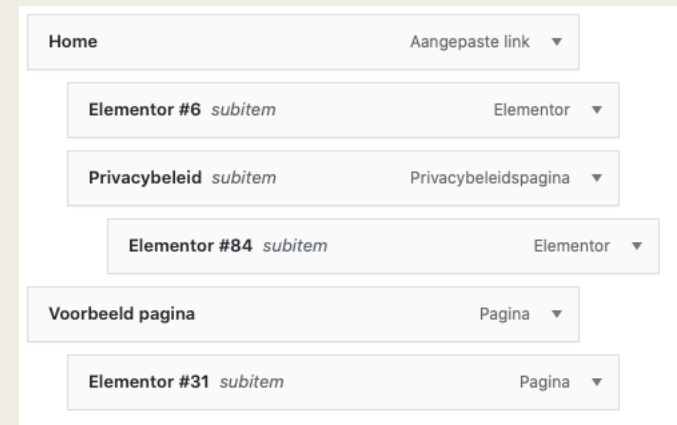 Home Aangepaste link
Elementor #6 subitem Elementor
Privacybeleid subitem Privacybeleidspagina
Elementor #84 subitem Elementor
Voorbeeld pagina Pagina
Elementor #31 subitem Pagina